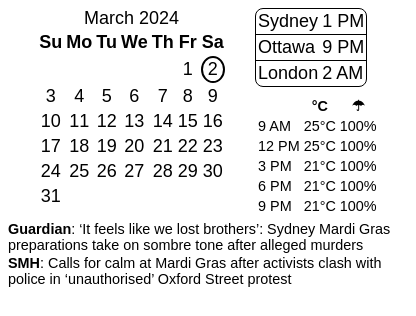 March 2024
Su Mo Tu We Th Fr Sa
1 2
3 4 5 6 7 8 9
10 11 12 13 14 15 16
17 18 19 20 21 22 23
24 25 26 27 28 29 30
31
Sydney 1 PM
Ottawa 9 PM
London 2 AM
°C ☂
9 AM 25°C 100%
12 PM 25°C 100%
3 PM 21°C 100%
6 PM 21°C 100%
9 PM 21°C 100%
Guardian: ‘It feels like we lost brothers’: Sydney Mardi Gras
preparations take on sombre tone after alleged murders
SMH: Calls for calm at Mardi Gras after activists clash with
police in ‘unauthorised’ Oxford Street protest